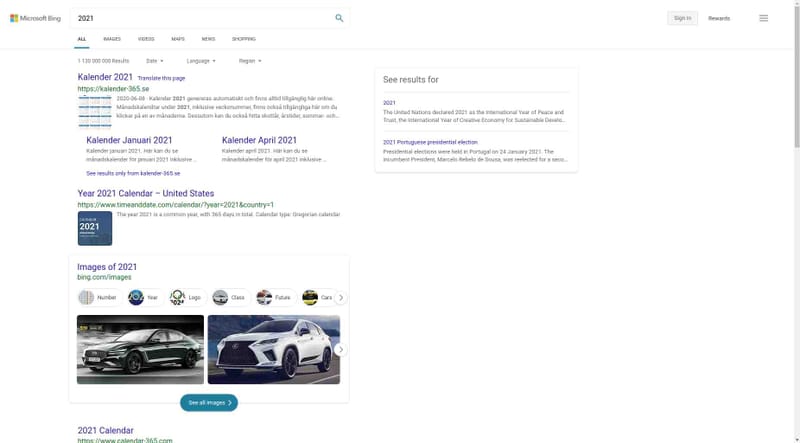 Microsoft Bing
2021
Sign in
Rewards
ALL IMAGES VIDEOS MAPS NEWS SHOPPING
1 130 000 000 Results Date Language Region
Kalender 2021 Translate this page
https://kalender-365.se
2020-06-08 · Kalender 2021 genereras automatiskt och finns alltid tillgänglig här online.
Månadskalendrar under 2021, inklusive veckonummer, finns också tillgängliga här om du
klickar på en av månaderna. Dessutom kan du också hitta skottår, årstider, sommar- och...
Kalender Januari 2021
Kalender januari 2021. Här kan du se
månadskalender för januari 2021 inklusive ...
Kalender April 2021
Kalender april 2021. Här kan du se
månadskalender för april 2021 inklusive ...
See results only from kalender-365.se
Year 2021 Calendar – United States
https://www.timeanddate.com/calendar/?year=2021&country=1
2021
The year 2021 is a common year, with 365 days in total. Calendar type: Gregorian calendar
Images of 2021
bing.com/images
Number Year Logo Class Future Cars
See all images
2021 Calendar
https://www.calendar-365.com
See results for
2021
The United Nations declared 2021 as the International Year of Peace and
Trust, the International Year of Creative Economy for Sustainable Develo...
2021 Portuguese presidential election
Presidential elections were held in Portugal on 24 January 2021. The
incumbent President, Marcelo Rebelo de Sousa, was reelected for a seco...